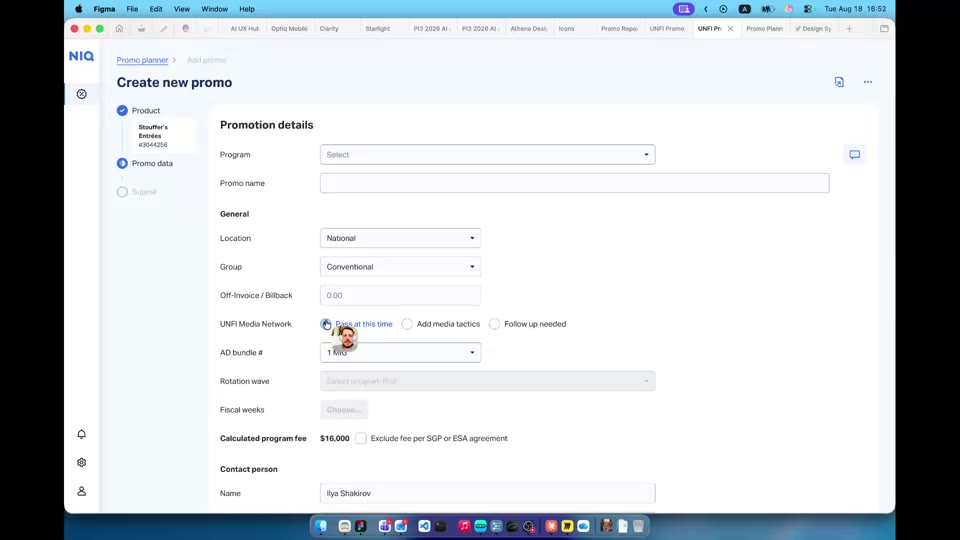 Figma File Edit View Window Help A Tue Aug 18 16:52
AI UX Hub Optiq Mobile Clarity Starlight PI3 2026 AI PI3 2026 AI Athena Desi Icons Promo Repo UNFI Promo UNFI Pr Promo Plann Design Sy
NIQ
Promo planner > Add promo
Create new promo
Product
Stouffer's
Entrées
#3044256
Promo data
Submit
Promotion details
Program Select
Promo name
General
Location National
Group Conventional
Off-Invoice / Billback 0.00
UNFI Media Network Pass at this time Add media tactics Follow up needed
AD bundle # 1 MIG
Rotation wave Select program first
Fiscal weeks Choose...
Calculated program fee $16,000 Exclude fee per SGP or ESA agreement
Contact person
Name Ilya Shakirov